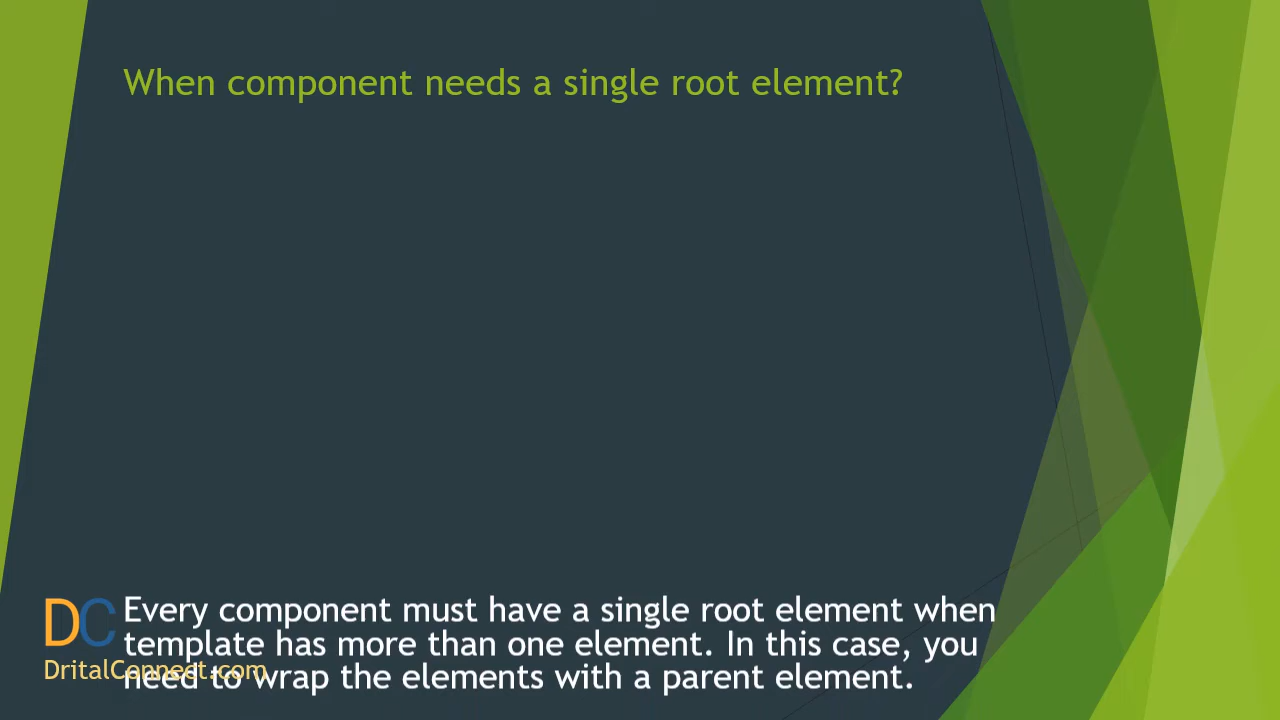 When component needs a single root element?
Every component must have a single root element when
template has more than one element. In this case, you
need to wrap the elements with a parent element.
DC
DritalConnect.com